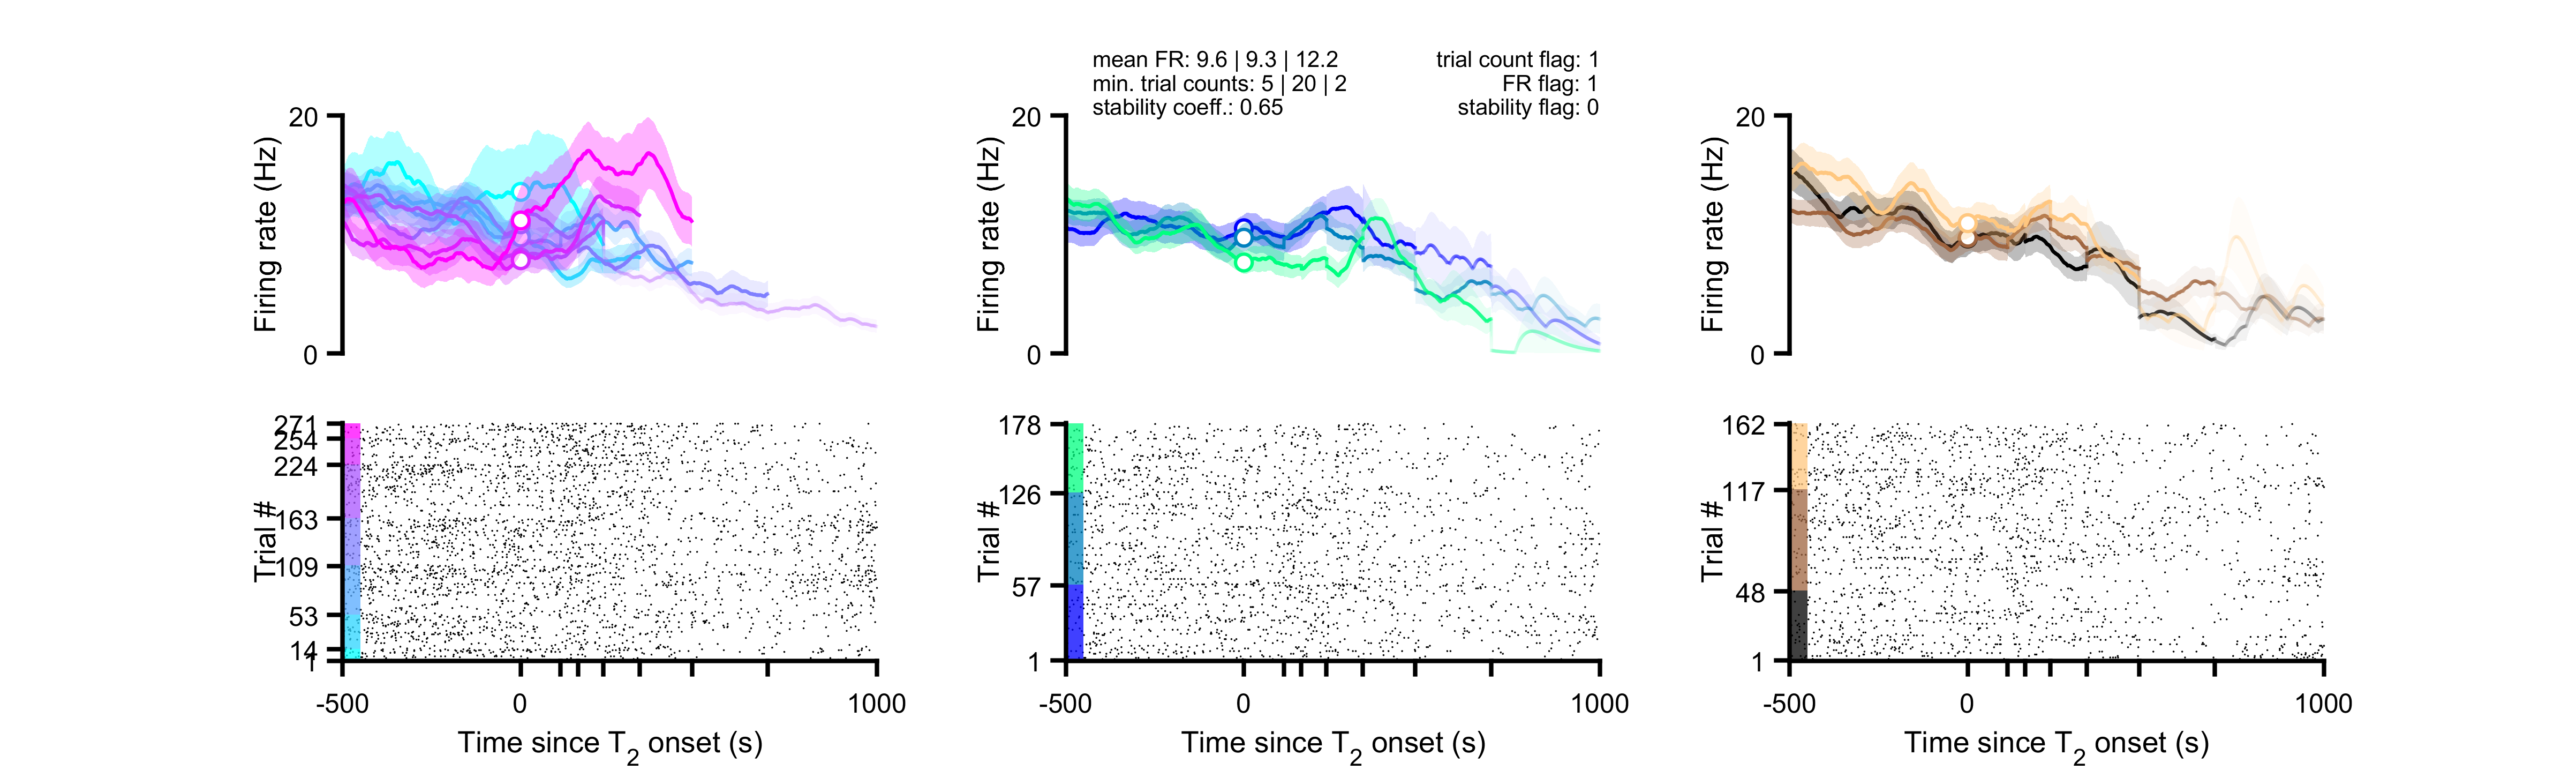 mean FR: 9.6 | 9.3 | 12.2
trial count flag: 1
min. trial counts: 5 | 20 | 2
FR flag: 1
stability coeff.: 0.65
stability flag: 0
20
Firing rate (Hz)
0
20
Firing rate (Hz)
0
20
Firing rate (Hz)
0
271
254
224
163
109
53
14
1
Trial #
-500
0
1000
Time since T2 onset (s)
178
126
57
1
Trial #
-500
0
1000
Time since T2 onset (s)
162
117
48
1
Trial #
-500
0
1000
Time since T2 onset (s)